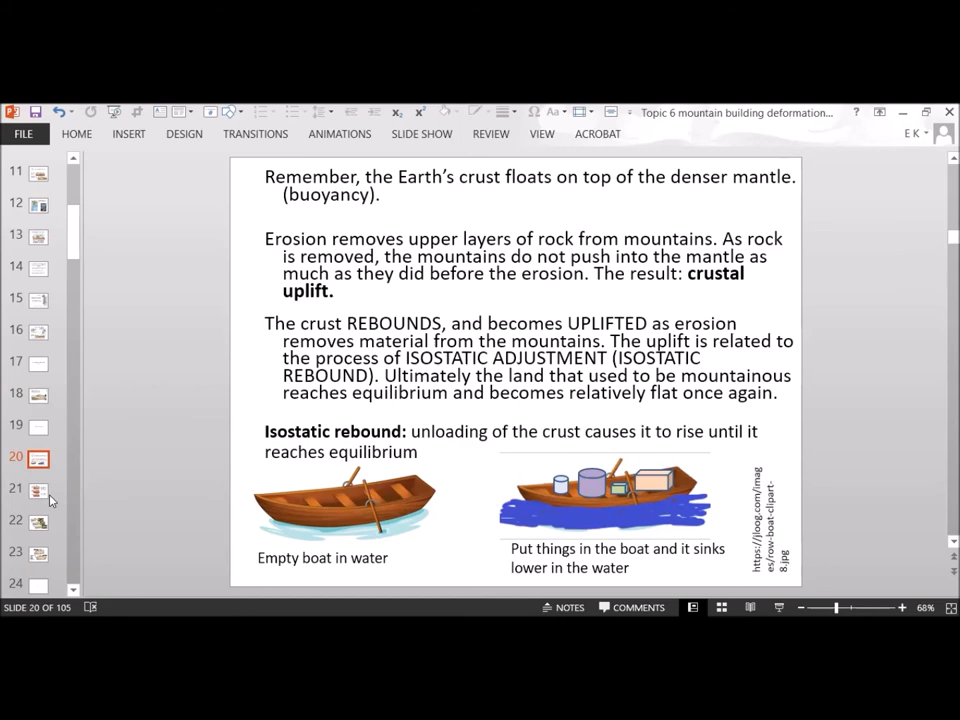 Topic 6 mountain building deformation...
?
FILE
HOME
INSERT
DESIGN
TRANSITIONS
ANIMATIONS
SLIDE SHOW
REVIEW
VIEW
ACROBAT
E K
11
12
13
14
15
16
17
18
19
20
21
22
23
24
Remember, the Earth's crust floats on top of the denser mantle.
(buoyancy).
Erosion removes upper layers of rock from mountains. As rock
is removed, the mountains do not push into the mantle as
much as they did before the erosion. The result: crustal
uplift.
The crust REBOUNDS, and becomes UPLIFTED as erosion
removes material from the mountains. The uplift is related to
the process of ISOSTATIC ADJUSTMENT (ISOSTATIC
REBOUND). Ultimately the land that used to be mountainous
reaches equilibrium and becomes relatively flat once again.
Isostatic rebound: unloading of the crust causes it to rise until it
reaches equilibrium
Empty boat in water
Put things in the boat and it sinks
lower in the water
https://jloog.com/imag
es/row-boat-clipart-
8.jpg
SLIDE 20 OF 105
NOTES
COMMENTS
68%